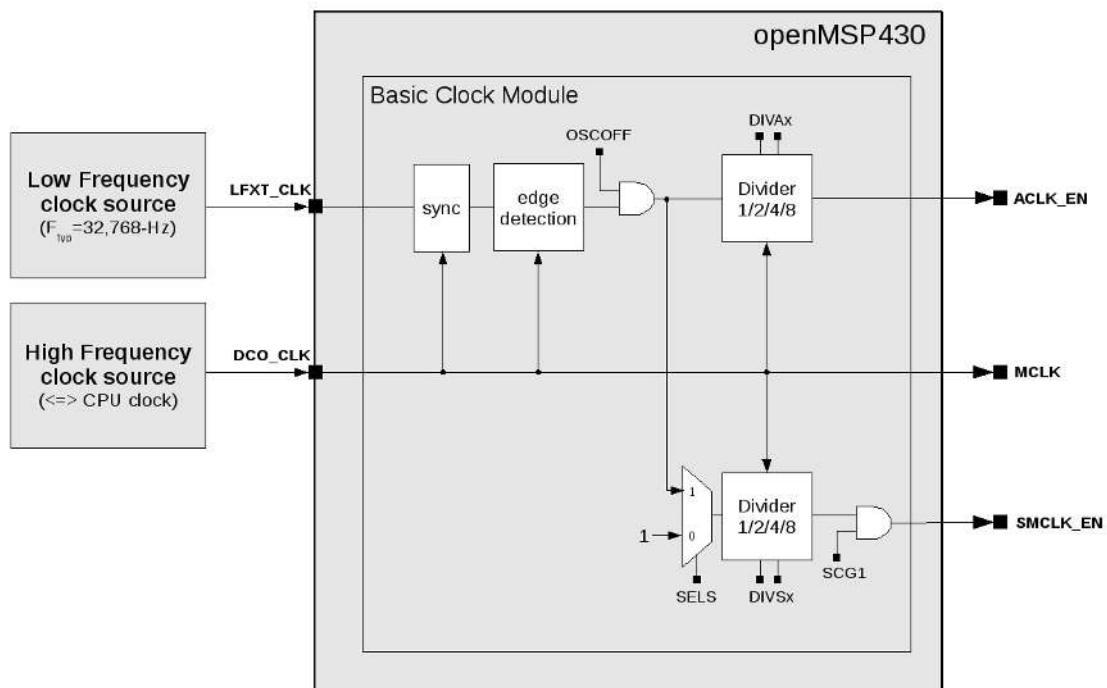 openMSP430
Basic Clock Module
OSCOFF
DIVAx
Low Frequency
clock source
(FTyp=32,768-Hz)
LFXT_CLK
sync
edge
detection
Divider
1/2/4/8
ACLK_EN
High Frequency
clock source
(<=> CPU clock)
DCO_CLK
MCLK
1
0
1
Divider
1/2/4/8
SMCLK_EN
SELS
DIVSx
SCG1